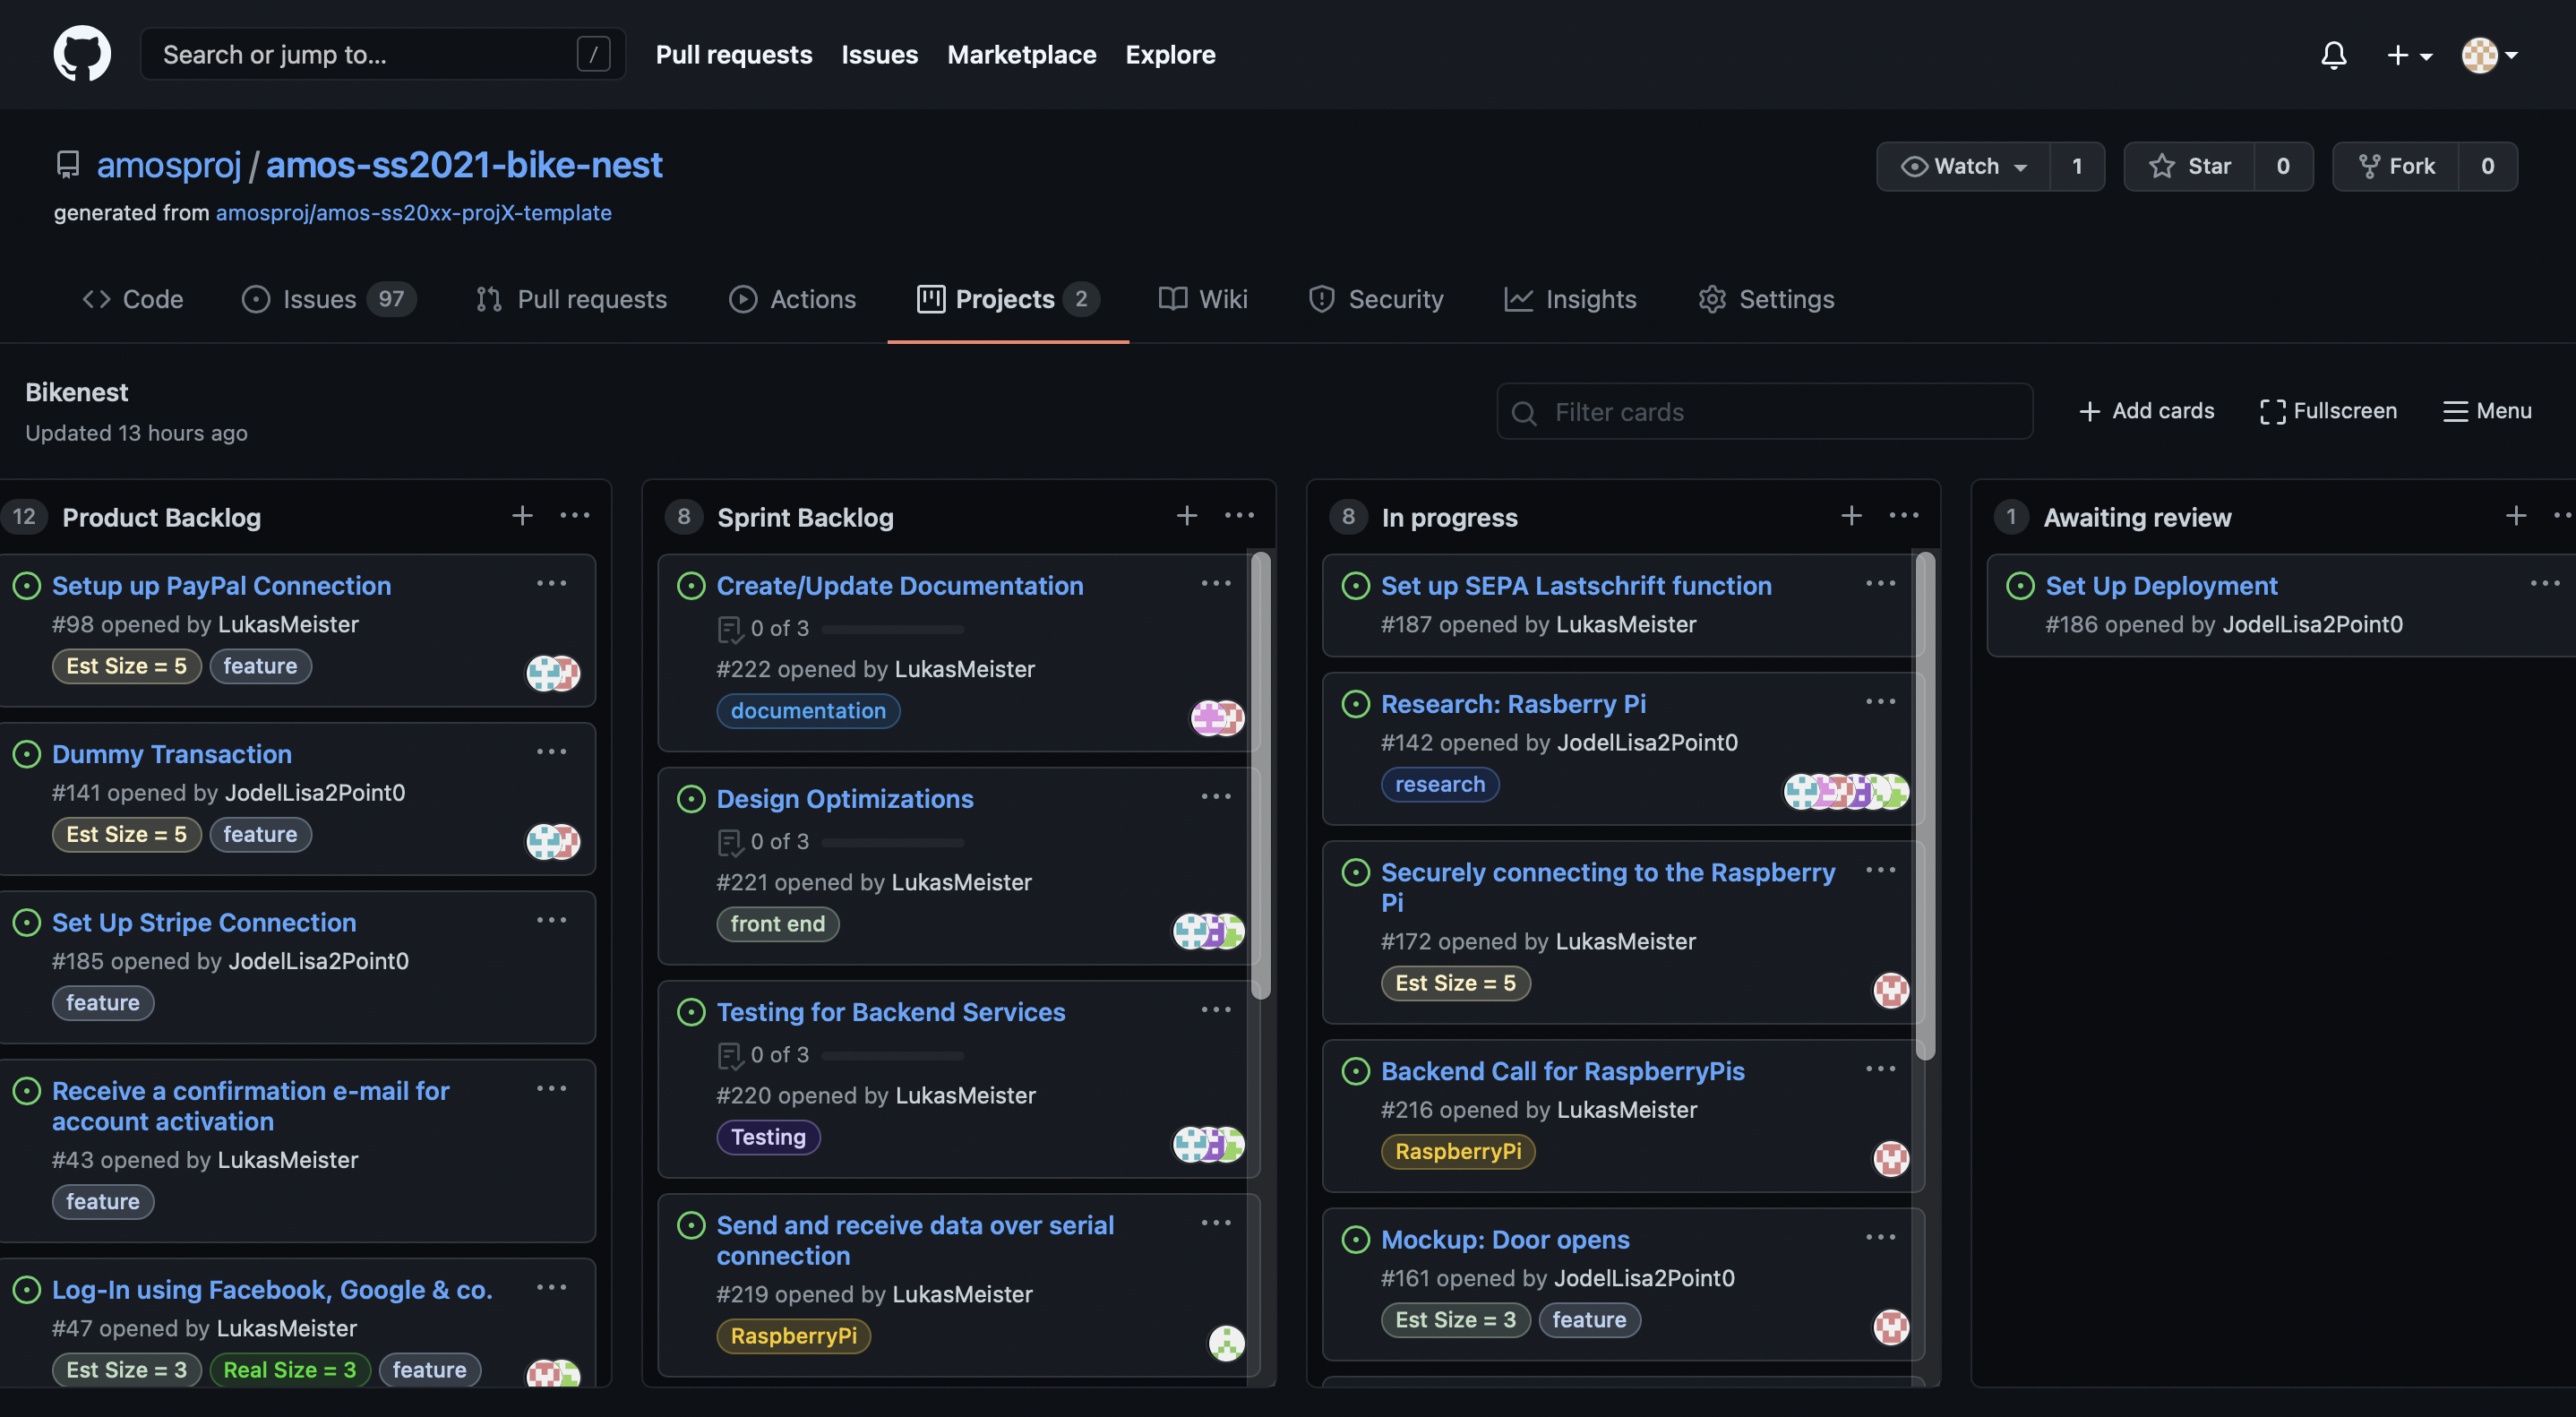 Search or jump to... /
Pull requests Issues Marketplace Explore
amosproj / amos-ss2021-bike-nest
Watch 1 Star 0 Fork 0
generated from amosproj/amos-ss20xx-projX-template
Code Issues 97 Pull requests Actions Projects 2 Wiki Security Insights Settings
Bikenest
Updated 13 hours ago
Filter cards
Add cards Fullscreen Menu
12 Product Backlog
Setup up PayPal Connection
#98 opened by LukasMeister
Est Size = 5 feature
Dummy Transaction
#141 opened by JodelLisa2Point0
Est Size = 5 feature
Set Up Stripe Connection
#185 opened by JodelLisa2Point0
feature
Receive a confirmation e-mail for
account activation
#43 opened by LukasMeister
feature
Log-In using Facebook, Google & co.
#47 opened by LukasMeister
Est Size = 3 Real Size = 3 feature
8 Sprint Backlog
Create/Update Documentation
0 of 3
#222 opened by LukasMeister
documentation
Design Optimizations
0 of 3
#221 opened by LukasMeister
front end
Testing for Backend Services
0 of 3
#220 opened by LukasMeister
Testing
Send and receive data over serial
connection
#219 opened by LukasMeister
RaspberryPi
8 In progress
Set up SEPA Lastschrift function
#187 opened by LukasMeister
Research: Rasberry Pi
#142 opened by JodelLisa2Point0
research
Securely connecting to the Raspberry
Pi
#172 opened by LukasMeister
Est Size = 5
Backend Call for RaspberryPis
#216 opened by LukasMeister
RaspberryPi
Mockup: Door opens
#161 opened by JodelLisa2Point0
Est Size = 3 feature
1 Awaiting review
Set Up Deployment
#186 opened by JodelLisa2Point0